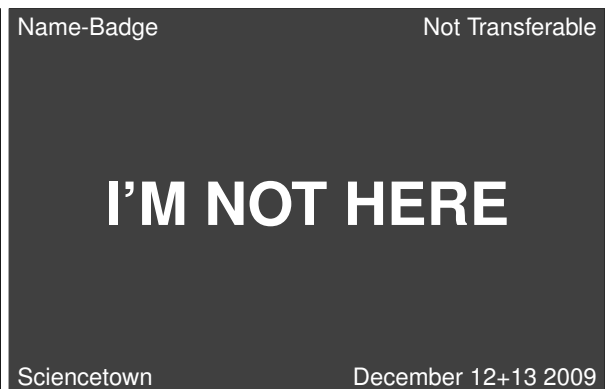 Name-Badge Not Transferable
I'M NOT HERE
Sciencetown December 12+13 2009